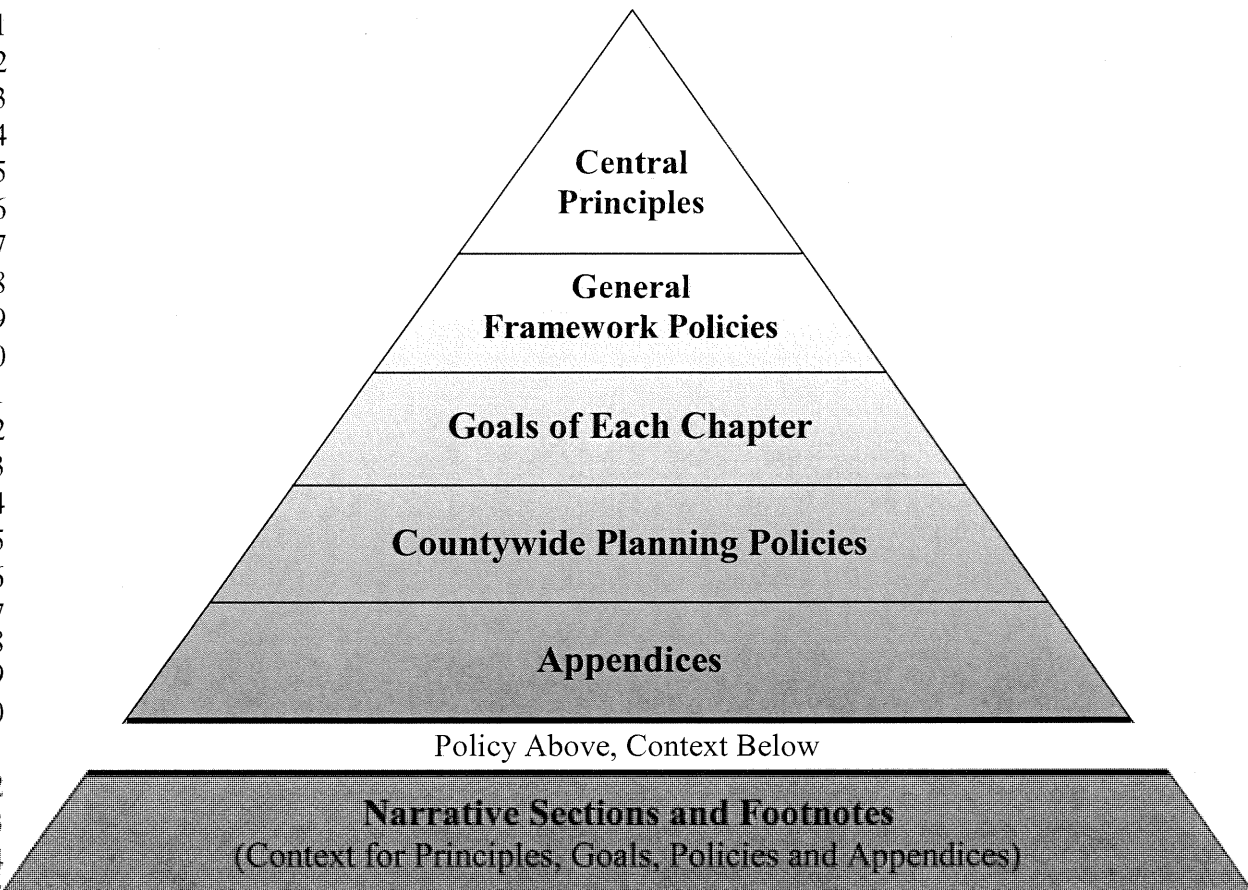 Central
Principles
General
Framework Policies
Goals of Each Chapter
Countywide Planning Policies
Appendices
Policy Above, Context Below
Narrative Sections and Footnotes
(Context for Principles, Goals, Policies and Appendices)